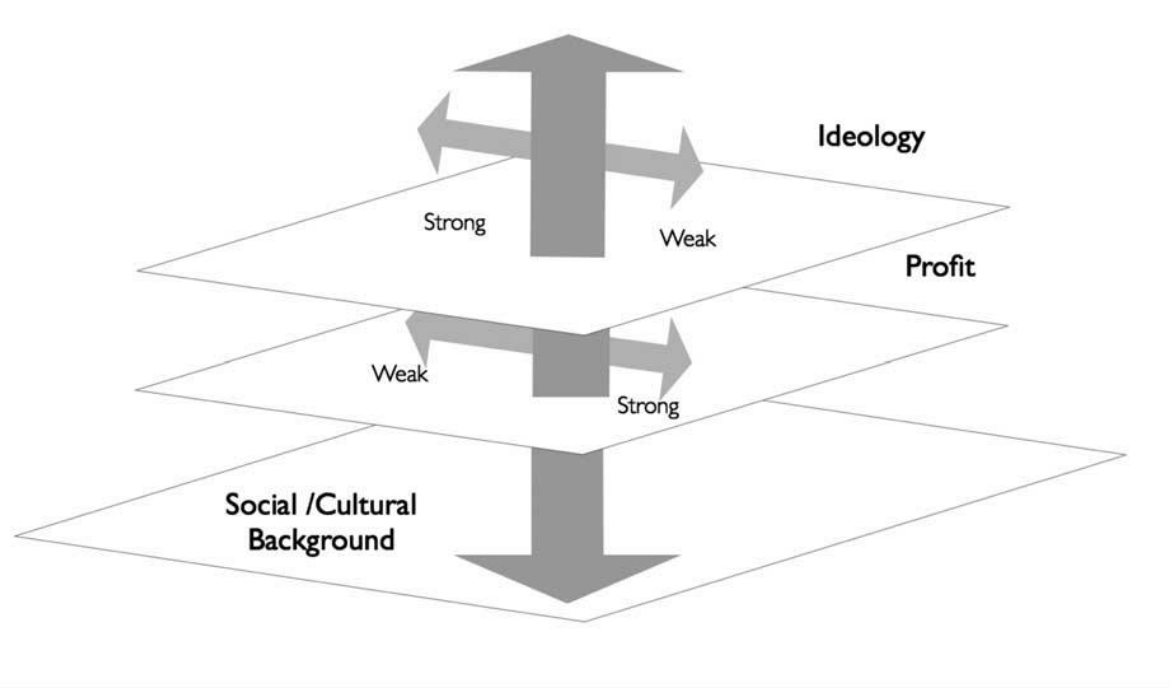 Ideology
Strong
Weak
Profit
Weak
Strong
Social /Cultural
Background